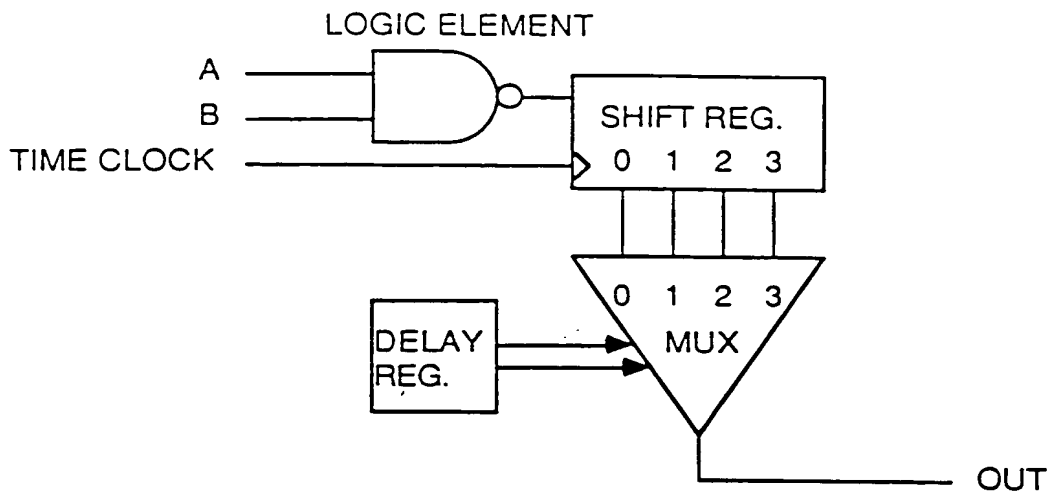 LOGIC ELEMENT
A
B
TIME CLOCK
SHIFT REG.
0 1 2 3
0 1 2 3
MUX
DELAY
REG.
OUT